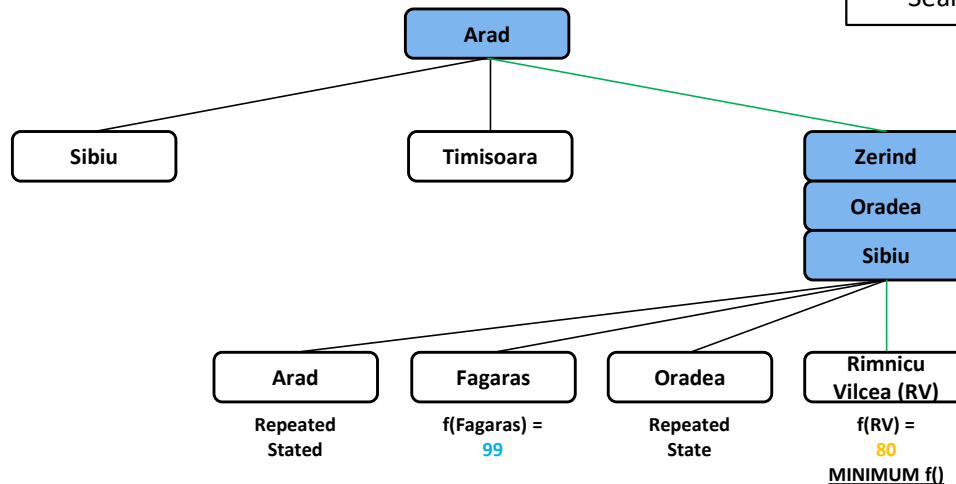 Arad
Sibiu
Timisoara
Zerind
Oradea
Sibiu
Arad
Fagaras
Oradea
Rimnicu
Vilcea (RV)
Repeated
Stated
f(Fagaras) =
99
Repeated
State
f(RV) =
80
MINIMUM f()